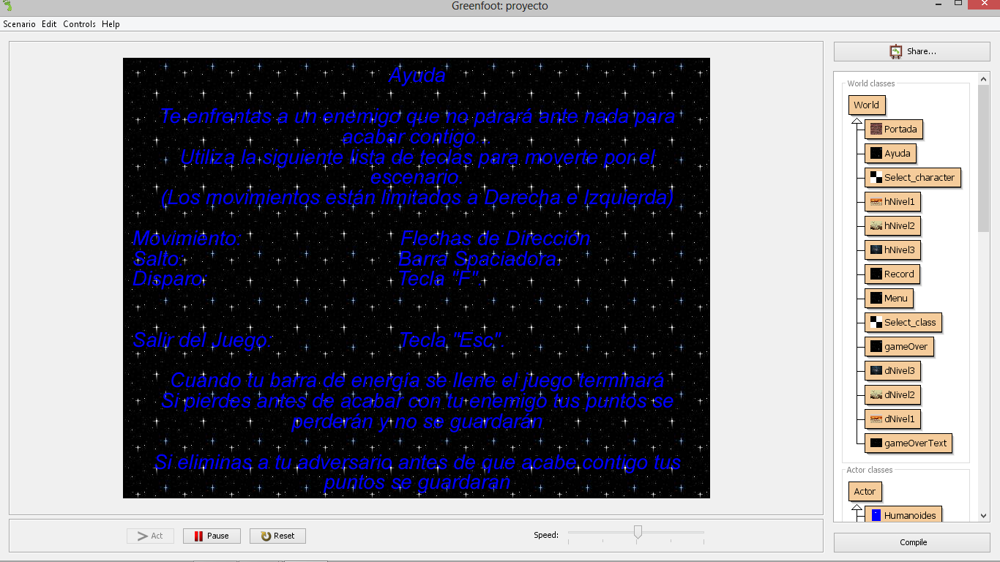 Greenfoot: proyecto
Scenario Edit Controls Help
Ayuda
Te enfrentas a un enemigo que no parará ante nada para
acabar contigo...
Utiliza la siguiente lista de teclas para moverte por el
escenario.
(Los movimientos están limitados a Derecha e Izquierda)
Movimiento: Flechas de Dirección
Salto: Barra Spaciadora.
Disparo: Tecla "F".
Salir del Juego: Tecla "Esc".
Cuando tu barra de energía se llene el juego terminará
Si pierdes antes de acabar con tu enemigo tus puntos se
perderán y no se guardarán
Si eliminas a tu adversario antes de que acabe contigo tus
puntos se guardaran
Act Pause Reset Speed:
Share...
World classes
World
Portada
Ayuda
Select_character
hNivel1
hNivel2
hNivel3
Record
Menu
Select_class
gameOver
dNivel3
dNivel2
dNivel1
gameOverText
Actor classes
Actor
Humanoides
Compile